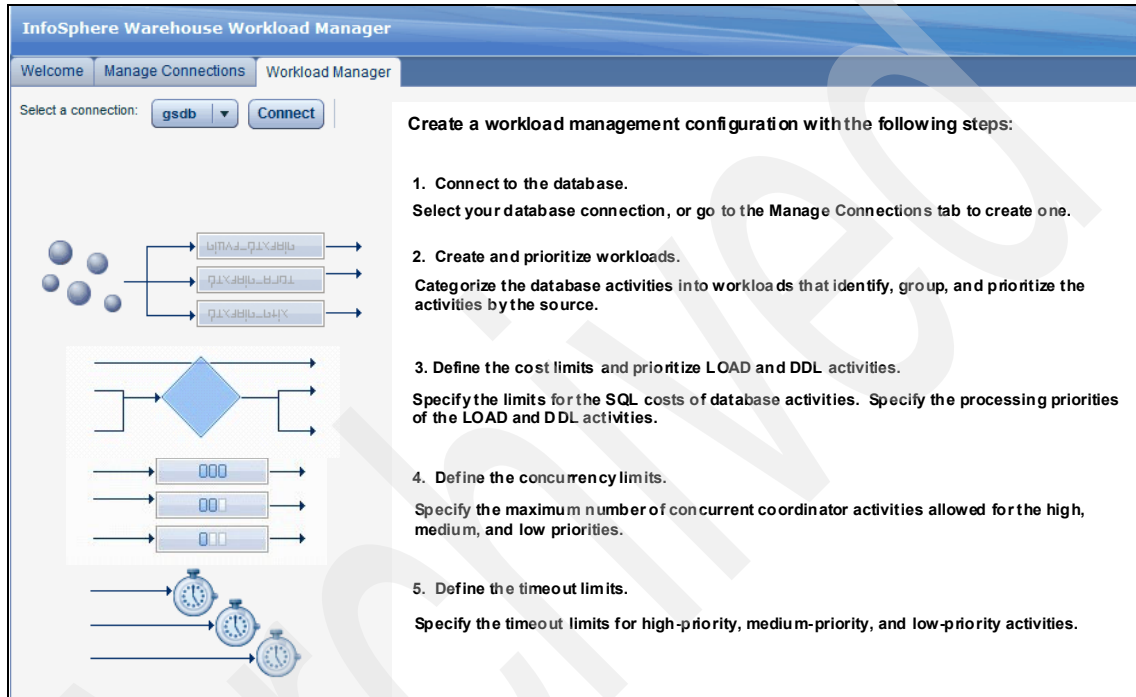 InfoSphere Warehouse Workload Manager
Welcome
Manage Connections
Workload Manager
Select a connection:
gsdb
Connect
Create a workload management configuration with the following steps:
1. Connect to the database.
Select your database connection, or go to the Manage Connections tab to create one.
2. Create and prioritize workloads.
Categorize the database activities into workloads that identify, group, and prioritize the
activities by the source.
3. Define the cost limits and prioritize LOAD and DDL activities.
Specify the limits for the SQL costs of database activities. Specify the processing priorities
of the LOAD and DDL activities.
4. Define the concurrency limits.
Specify the maximum number of concurrent coordinator activities allowed for the high,
medium, and low priorities.
5. Define the timeout limits.
Specify the timeout limits for high-priority, medium-priority, and low-priority activities.